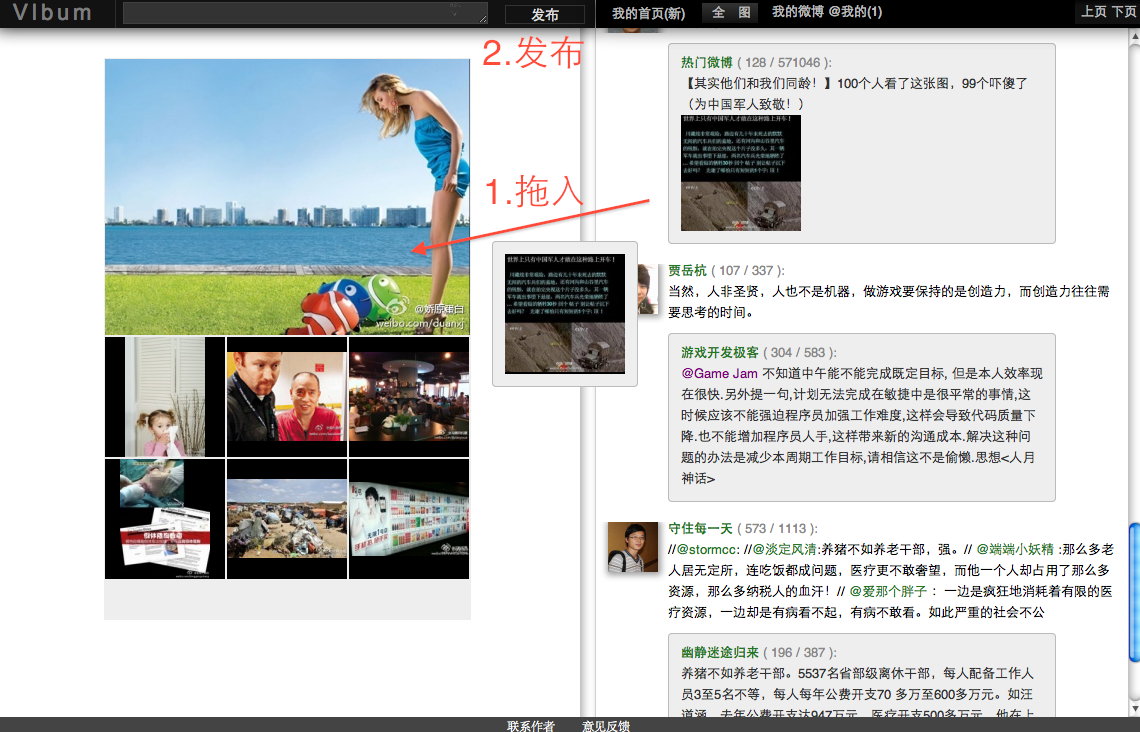 VIbum
发布
我的首页(新)
全 图
我的微博 @我的(1)
上页 下页
2.发布
1.拖入
@娇原蛋白
weibo.com/duanxj
世界上只有中国军人才能在这种路上开车！
热门微博 ( 128 / 571046 ):
【其实他们和我们同龄！】100个人看了这张图，99个吓傻了
（为中国军人致敬！）
世界上只有中国军人才能在这种路上开车！
贾岳杭 ( 107 / 337 ):
当然，人非圣贤，人也不是机器，做游戏要保持的是创造力，而创造力往往需
要思考的时间。
游戏开发极客 ( 304 / 583 ):
@Game Jam 不知道中午能不能完成既定目标, 但是本人效率现
在很快.另外提一句,计划无法完成在敏捷中是很平常的事情,这
时候应该不能强迫程序员加强工作难度,这样会导致代码质量下
降.也不能增加程序员人手,这样带来新的沟通成本.解决这种问
题的办法是减少本周期工作目标,请相信这不是偷懒.思想<人月
神话>
守住每一天 ( 573 / 1113 ):
//@stormcc: //@淡定风清:养猪不如养老干部，强。// @端端小妖精 :那么多老
人居无定所，连吃饭都成问题，医疗更不敢奢望，而他一个人却占用了那么多
资源，那么多纳税人的血汗！// @爱那个胖子 ：一边是疯狂地消耗着有限的医
疗资源，一边却是有病看不起，有病不敢看。如此严重的社会不公
幽静迷途归来 ( 196 / 387 ):
养猪不如养老干部。5537名省部级离休干部，每人配备工作人
员3至5名不等，每人每年公费开支70 多万至600多万元。如汪
道涵，去年公费开支达947万元，医疗开支500多万元，他在上
联系作者
意见反馈